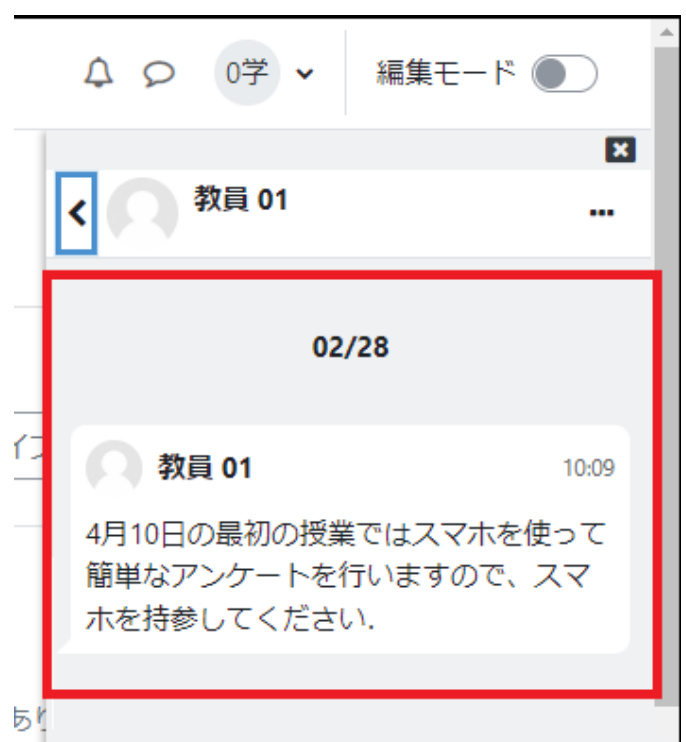 0学
編集モード
教員 01
02/28
教員 01
10:09
4月10日の最初の授業ではスマホを使って
簡単なアンケートを行いますので、スマ
ホを持参してください.
あり